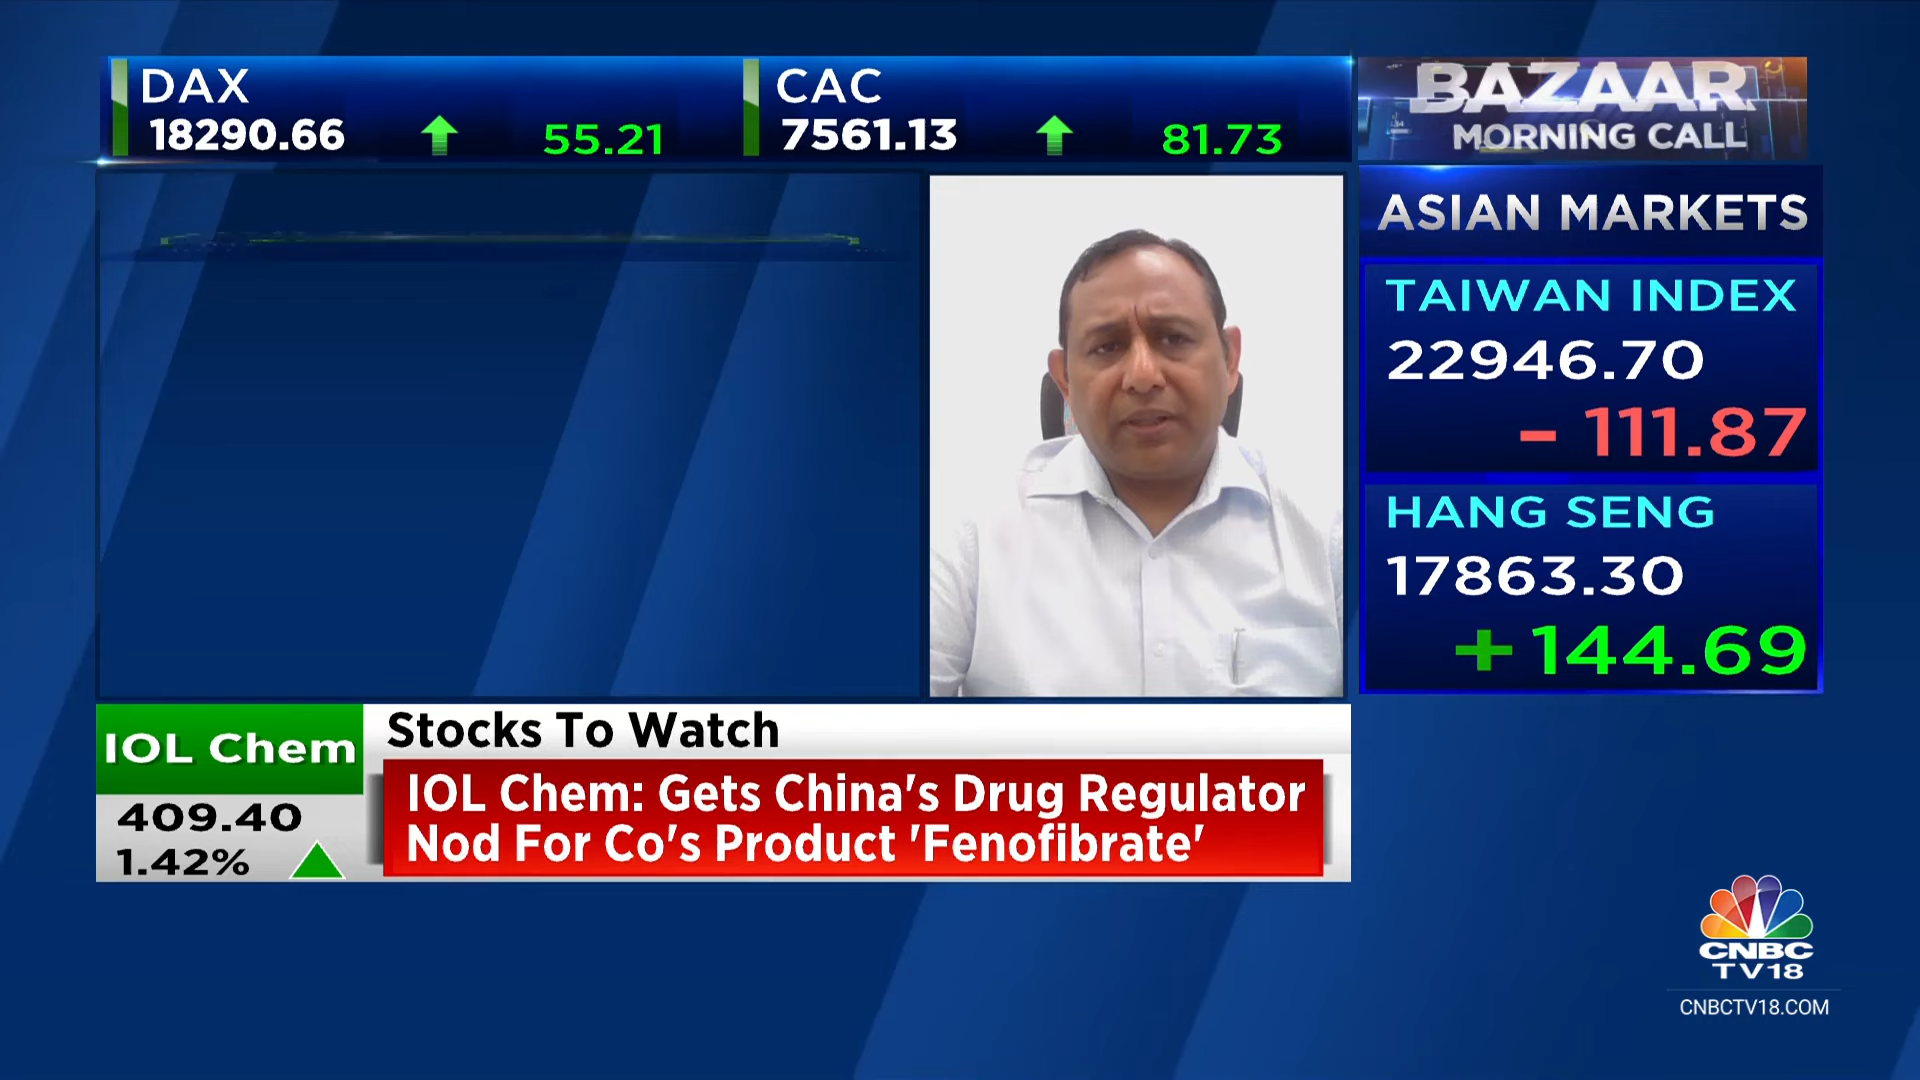 DAX
18290.66
55.21
CAC
7561.13
81.73
BAZAAR
MORNING CALL
ASIAN MARKETS
TAIWAN INDEX
22946.70
- 111.87
HANG SENG
17863.30
+ 144.69
IOL Chem
409.40
1.42%
Stocks To Watch
IOL Chem: Gets China's Drug Regulator
Nod For Co's Product 'Fenofibrate'
CNBC
TV18
CNBCTV18.COM